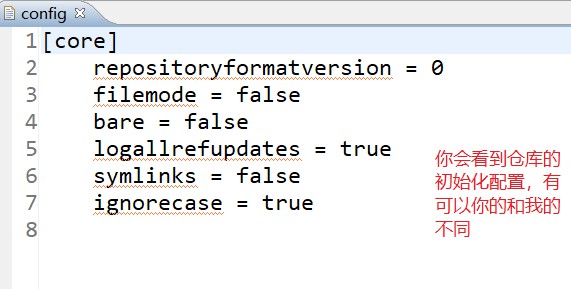 config
1 [core]
2 repositoryformatversion = 0
3 filemode = false
4 bare = false
5 logallrefupdates = true
6 symlinks = false
7 ignorecase = true
8
你会看到仓库的
初始化配置，有
可以你的和我的
不同